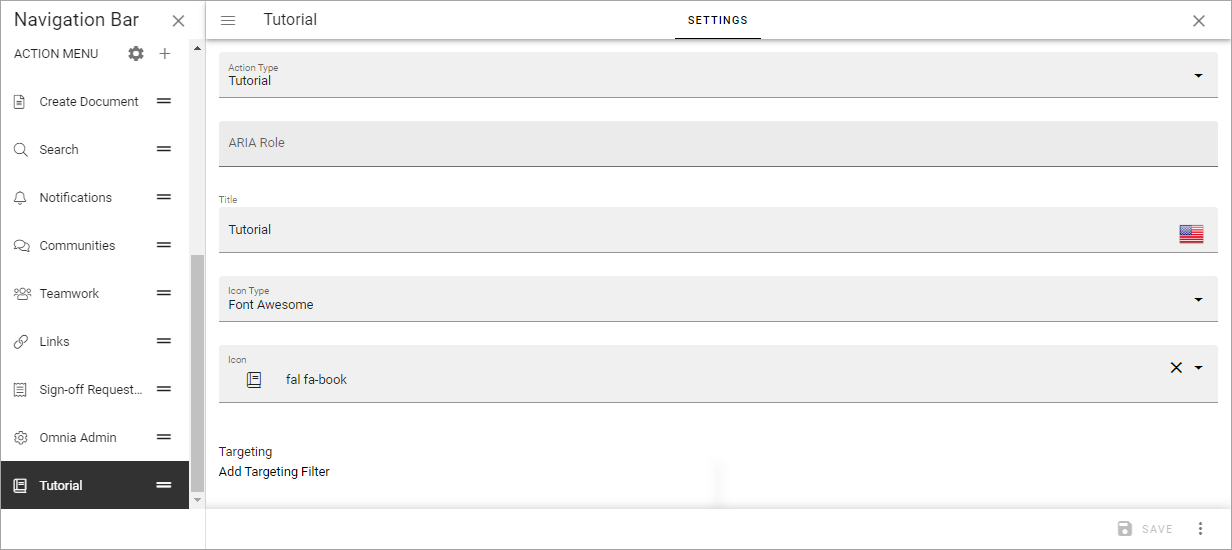 Navigation Bar
ACTION MENU
Create Document
Search
Notifications
Communities
Teamwork
Links
Sign-off Request...
Omnia Admin
Tutorial
Tutorial
SETTINGS
Action Type
Tutorial
ARIA Role
Title
Tutorial
Icon Type
Font Awesome
Icon
fal fa-book
Targeting
Add Targeting Filter
SAVE